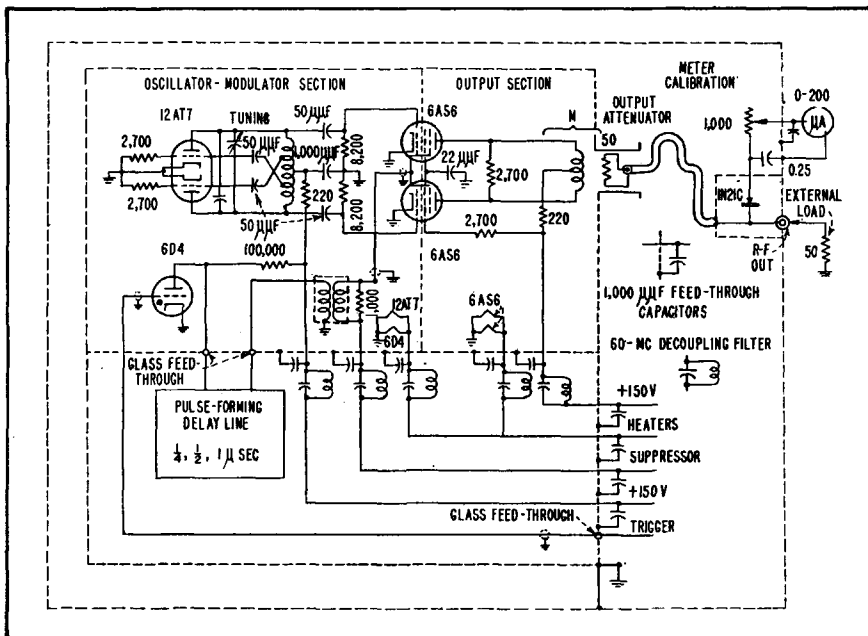 OSCILLATOR-MODULATOR SECTION
OUTPUT SECTION
METER
CALIBRATION
OUTPUT
ATTENUATOR
0-200
12AT7
TUNING
50 μμF
6AS6
M
1,000
μA
2,700
50 μμF
1,000 μμF
8,200
22 μμF
2,700
50
0.25
2,700
220
8,200
220
IN21C
EXTERNAL
LOAD
50 μμF
2,700
6D4
100,000
6AS6
R-F
OUT
50
1,000
12AT7
6AS6
1,000 μμF FEED-THROUGH
CAPACITORS
6D4
60-MC DECOUPLING FILTER
GLASS FEED-
THROUGH
+150V
PULSE-FORMING
DELAY LINE
1/4, 1/2, 1 μ SEC
HEATERS
SUPPRESSOR
+150V
GLASS FEED-THROUGH
TRIGGER